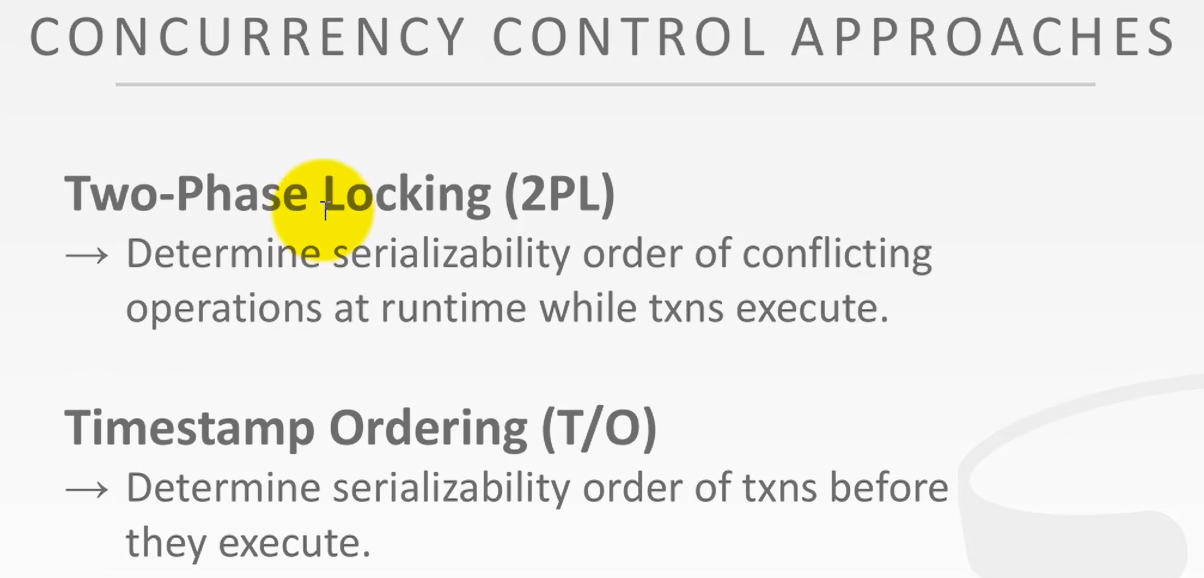 CONCURRENCY CONTROL APPROACHES
Two-Phase Locking (2PL)
→ Determine serializability order of conflicting
operations at runtime while txns execute.
Timestamp Ordering (T/O)
→ Determine serializability order of txns before
they execute.